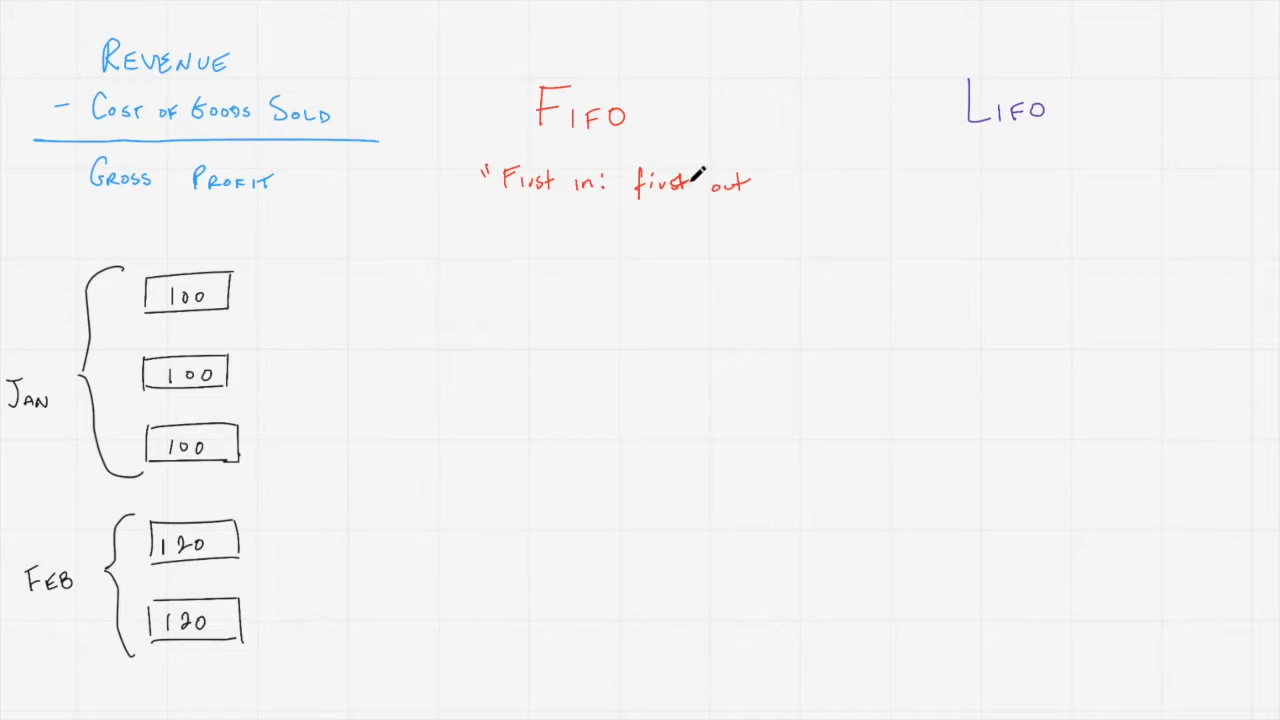 REVENUE
- COST OF GOODS SOLD
GROSS PROFIT
FIFO
"First in: first out
LIFO
JAN
100
100
100
FEB
120
120